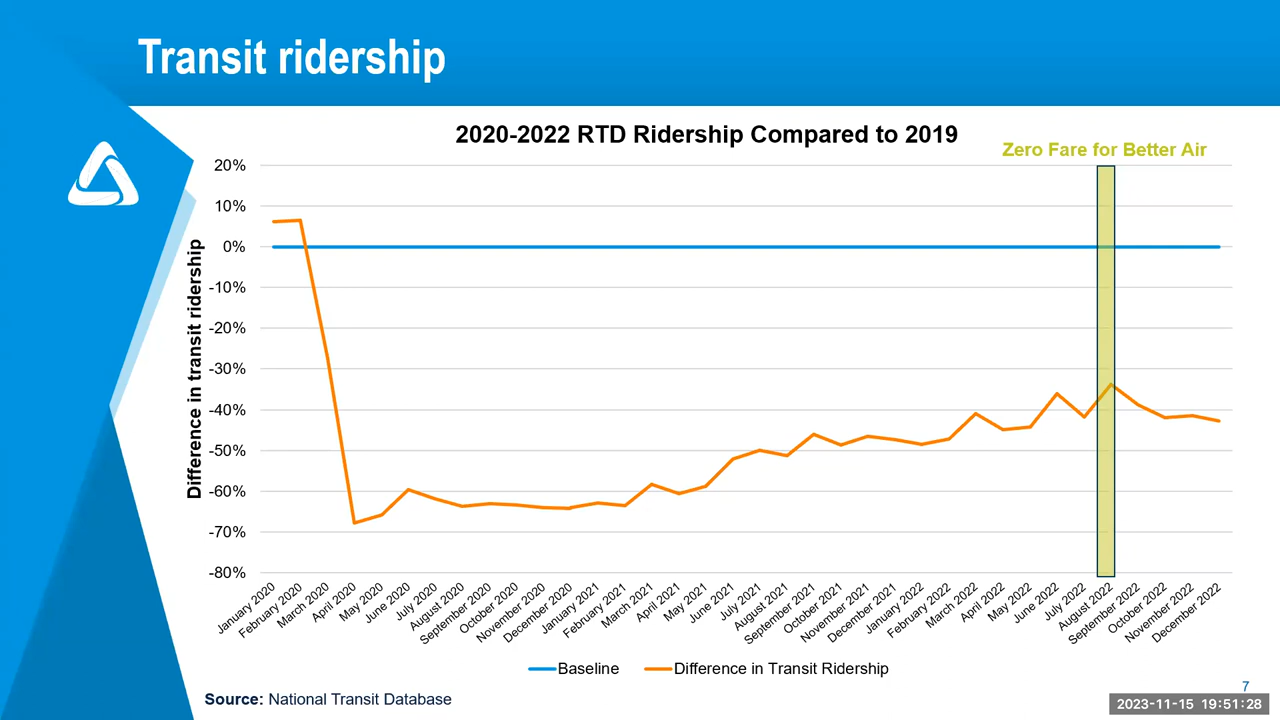 Transit ridership
2020-2022 RTD Ridership Compared to 2019
Zero Fare for Better Air
Difference in transit ridership
20%
10%
0%
-10%
-20%
-30%
-40%
-50%
-60%
-70%
-80%
January 2020
February 2020
March 2020
April 2020
May 2020
June 2020
July 2020
August 2020
September 2020
October 2020
November 2020
December 2020
January 2021
February 2021
March 2021
April 2021
May 2021
June 2021
July 2021
August 2021
September 2021
October 2021
November 2021
December 2021
January 2022
February 2022
March 2022
April 2022
May 2022
June 2022
July 2022
August 2022
September 2022
October 2022
November 2022
December 2022
Baseline
Difference in Transit Ridership
Source: National Transit Database
7
2023-11-15 19:51:28